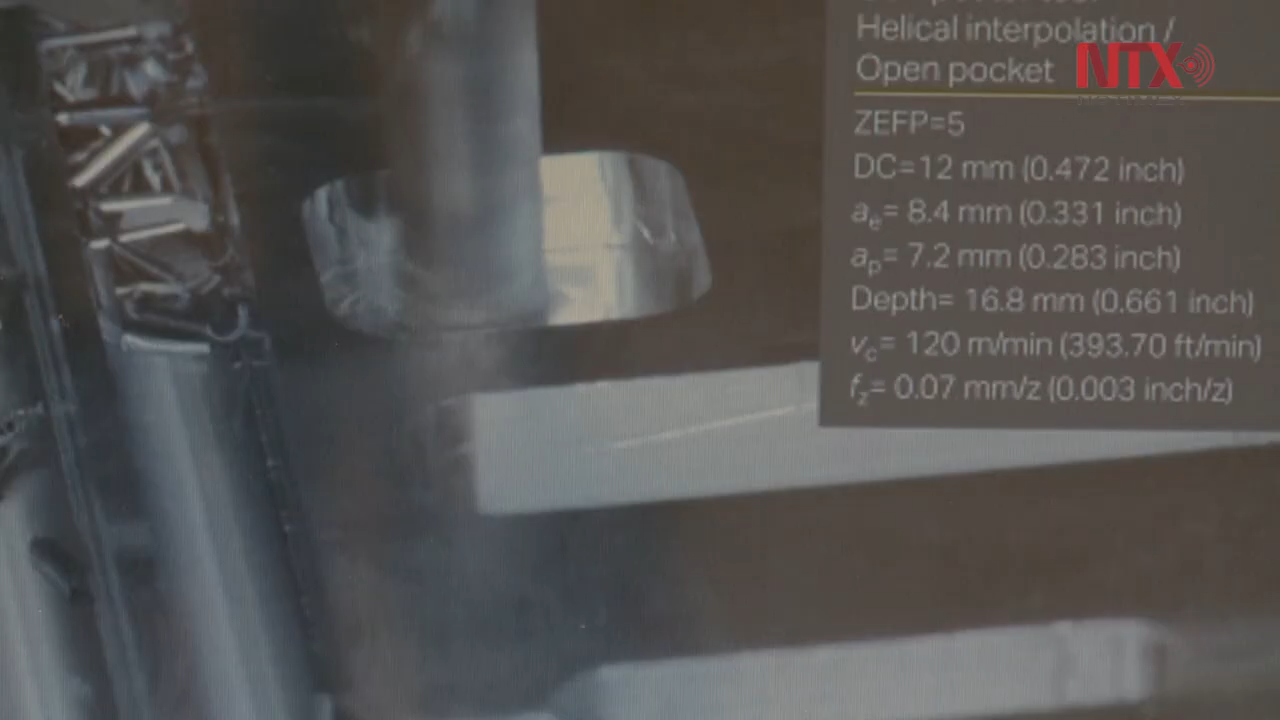 Helical interpolation /
Open pocket
NTX
ZEFP=5
DC=12 mm (0.472 inch)
ae= 8.4 mm (0.331 inch)
ap= 7.2 mm (0.283 inch)
Depth= 16.8 mm (0.661 inch)
vc= 120 m/min (393.70 ft/min)
fz= 0.07 mm/z (0.003 inch/z)